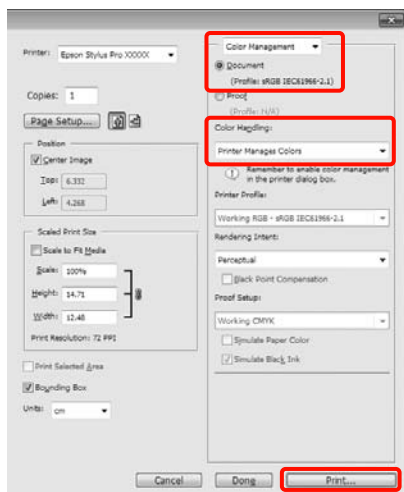 Printer: Epson Stylus Pro XXXXX
Copies: 1
Page Setup...
Position
Center Image
Top: 6.332
Left: 4.268
Scaled Print Size
Scale to Fit Media
Scale: 100%
Height: 14.71
Width: 12.48
Print Resolution: 72 PPI
Print Selected Area
Bounding Box
Units: cm
Color Management
Document
(Profile: sRGB IEC61966-2.1)
Proof
(Profile: N/A)
Color Handling:
Printer Manages Colors
Remember to enable color management
in the printer dialog box.
Printer Profile:
Working RGB - sRGB IEC61966-2.1
Rendering Intent:
Perceptual
Black Point Compensation
Proof Setup:
Working CMYK
Simulate Paper Color
Simulate Black Ink
Cancel
Done
Print...